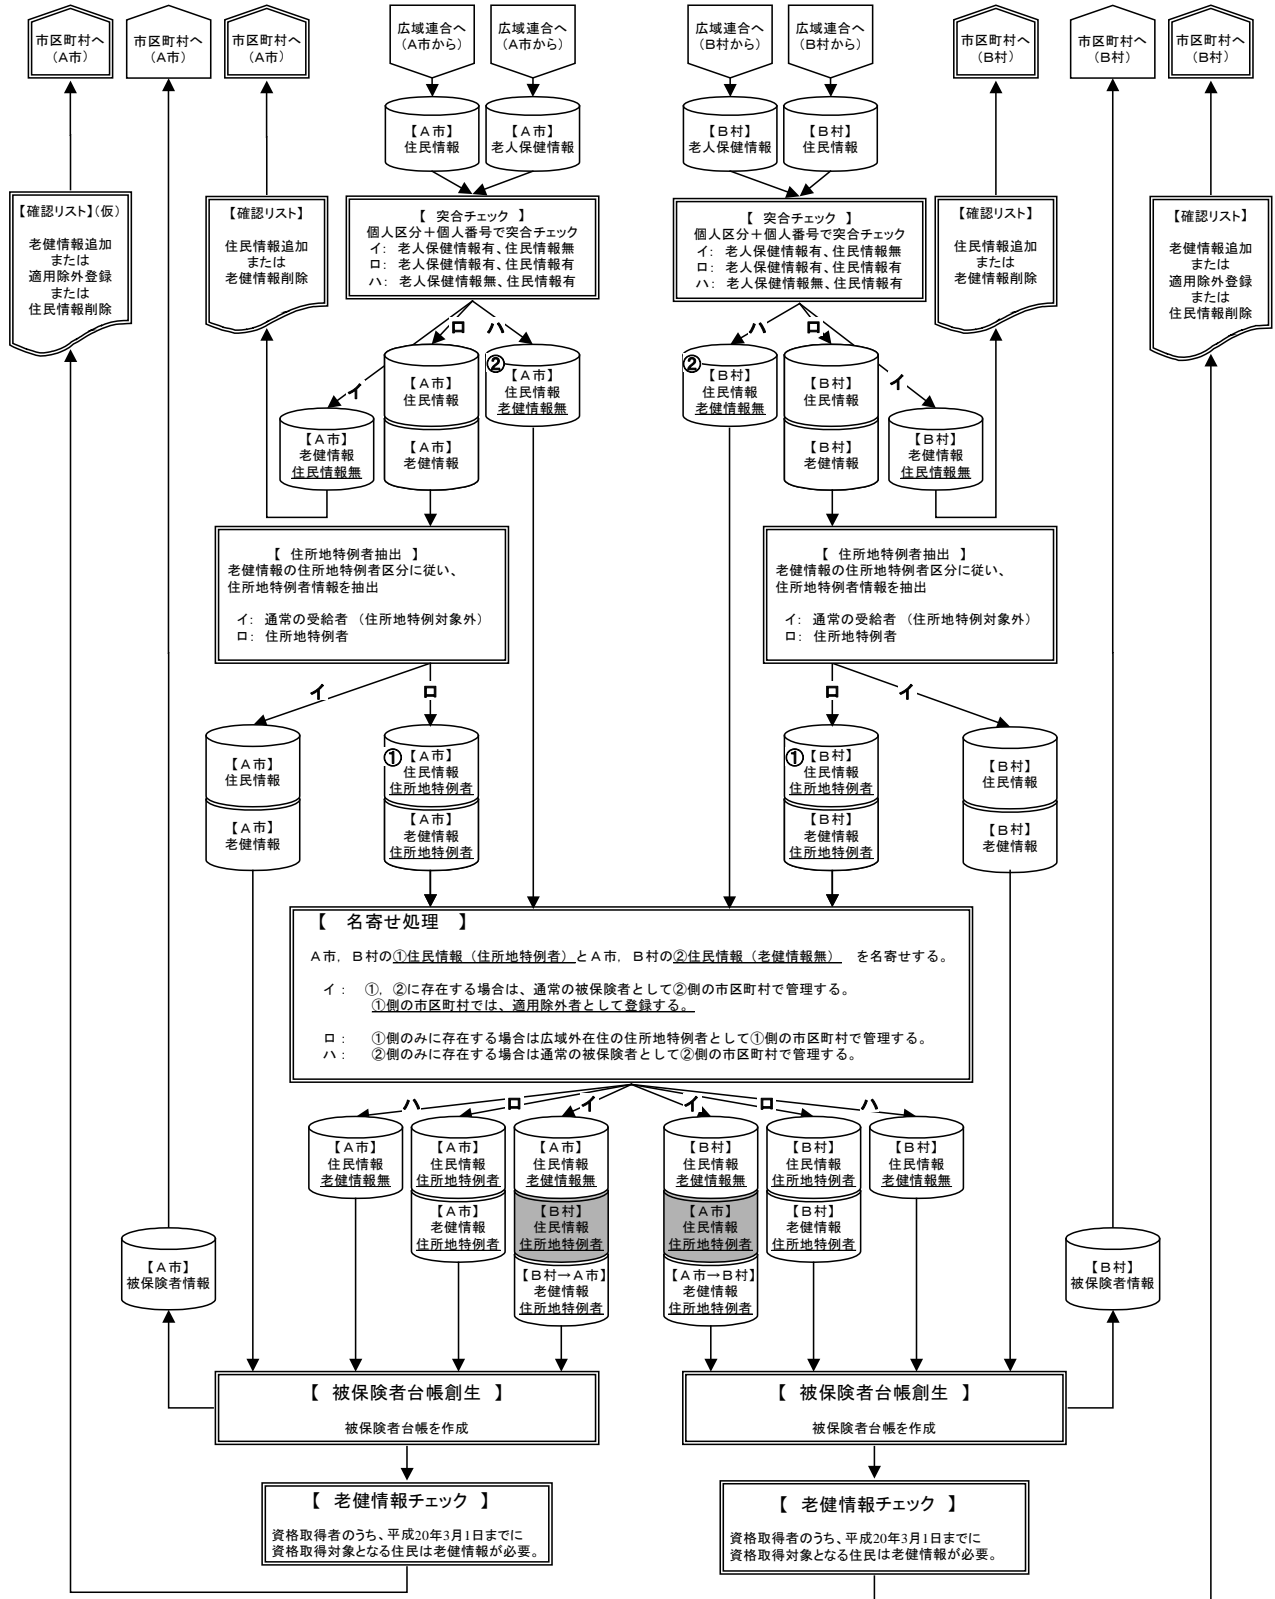 市区町村へ
（A市）
市区町村へ
（A市）
市区町村へ
（A市）
広域連合へ
（A市から）
広域連合へ
（A市から）
広域連合へ
（B村から）
広域連合へ
（B村から）
市区町村へ
（B村）
市区町村へ
（B村）
市区町村へ
（B村）
【A市】
住民情報
【A市】
老人保健情報
【B村】
老人保健情報
【B村】
住民情報
【確認リスト】（仮）
老健情報追加
または
適用除外登録
または
住民情報削除
【確認リスト】
住民情報追加
または
老健情報削除
【 突合チェック 】
個人区分＋個人番号で突合チェック
イ： 老人保健情報有、住民情報無
ロ： 老人保健情報有、住民情報有
ハ： 老人保健情報無、住民情報有
【 突合チェック 】
個人区分＋個人番号で突合チェック
イ： 老人保健情報有、住民情報無
ロ： 老人保健情報有、住民情報有
ハ： 老人保健情報無、住民情報有
【確認リスト】
住民情報追加
または
老健情報削除
【確認リスト】
老健情報追加
または
適用除外登録
または
住民情報削除
イ
ロ
ハ
ハ
ロ
イ
【A市】
老健情報
住民情報無
【A市】
住民情報
【A市】
老健情報
②
【A市】
住民情報
老健情報無
②
【B村】
住民情報
老健情報無
【B村】
住民情報
【B村】
老健情報
【B村】
老健情報
住民情報無
【 住所地特例者抽出 】
老健情報の住所地特例者区分に従い、
住所地特例者情報を抽出
イ： 通常の受給者 （住所地特例対象外）
ロ： 住所地特例者
【 住所地特例者抽出 】
老健情報の住所地特例者区分に従い、
住所地特例者情報を抽出
イ： 通常の受給者 （住所地特例対象外）
ロ： 住所地特例者
イ
ロ
ロ
イ
【A市】
住民情報
【A市】
老健情報
①【A市】
住民情報
住所地特例者
【A市】
老健情報
住所地特例者
①【B村】
住民情報
住所地特例者
【B村】
老健情報
住所地特例者
【B村】
住民情報
【B村】
老健情報
【 名寄せ処理 】
A市，B村の①住民情報（住所地特例者）とA市，B村の②住民情報（老健情報無） を名寄せする。
イ： ①，②に存在する場合は、通常の被保険者として②側の市区町村で管理する。
①側の市区町村では、適用除外者として登録する。
ロ： ①側のみに存在する場合は広域外在住の住所地特例者として①側の市区町村で管理する。
ハ： ②側のみに存在する場合は通常の被保険者として②側の市区町村で管理する。
ハ
ロ
イ
イ
ロ
ハ
【A市】
住民情報
老健情報無
【A市】
住民情報
住所地特例者
【A市】
老健情報
住所地特例者
【A市】
住民情報
老健情報無
【B村】
住民情報
住所地特例者
【B村→A市】
老健情報
住所地特例者
【B村】
住民情報
老健情報無
【A市】
住民情報
住所地特例者
【A市→B村】
老健情報
住所地特例者
【B村】
住民情報
住所地特例者
【B村】
老健情報
住所地特例者
【B村】
住民情報
老健情報無
【A市】
被保険者情報
【B村】
被保険者情報
【 被保険者台帳創生 】
被保険者台帳を作成
【 被保険者台帳創生 】
被保険者台帳を作成
【 老健情報チェック 】
資格取得者のうち、平成20年3月1日までに
資格取得対象となる住民は老健情報が必要。
【 老健情報チェック 】
資格取得者のうち、平成20年3月1日までに
資格取得対象となる住民は老健情報が必要。